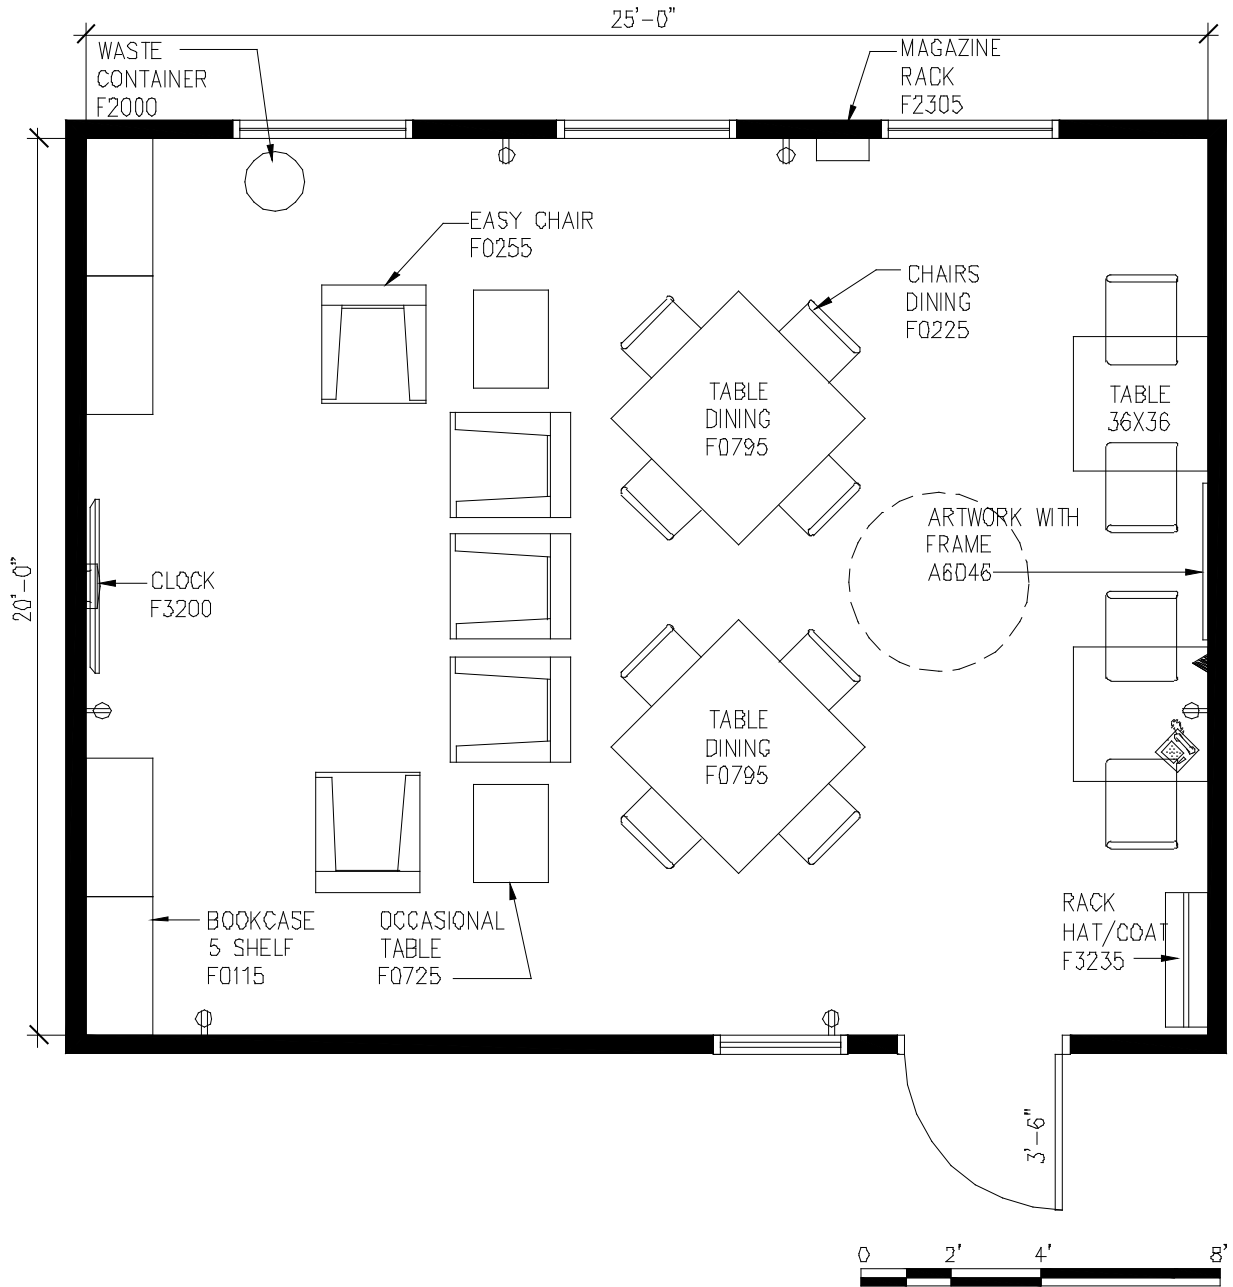 25'-0"
WASTE
CONTAINER
F2000
MAGAZINE
RACK
F2305
EASY CHAIR
F0255
CHAIRS
DINING
F0225
TABLE
DINING
F0795
TABLE
36X36
ARTWORK WITH
FRAME
A6046
20'-0"
CLOCK
F3200
TABLE
DINING
F0795
BOOKCASE
5 SHELF
F0115
OCCASIONAL
TABLE
F0725
RACK
HAT/COAT
F3235
3'-6"
0 2' 4' 8'